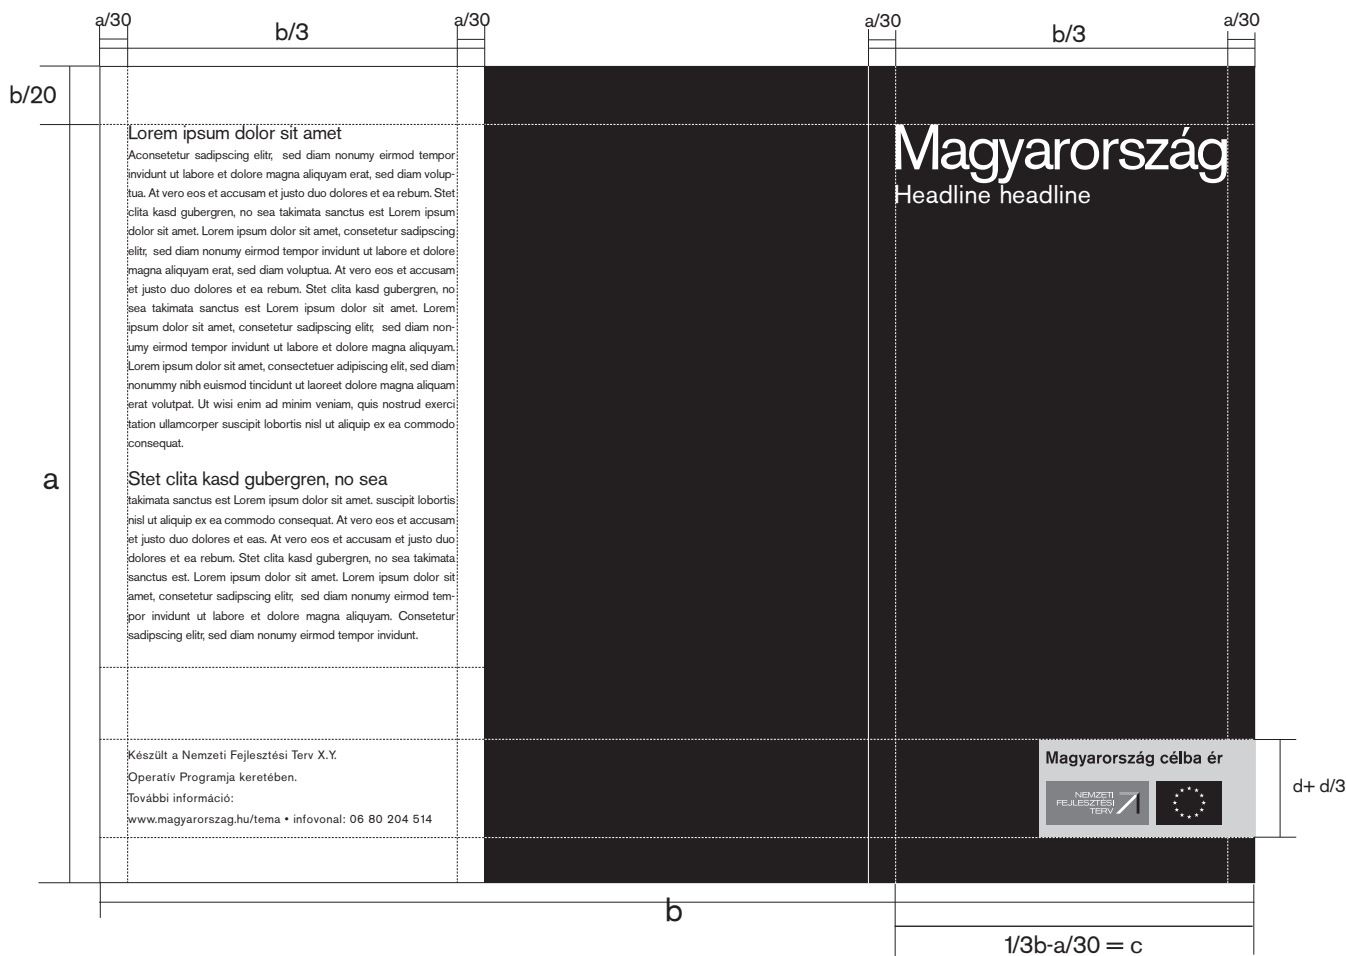 a/30
b/3
a/30
a/30
b/3
a/30
b/20
Lorem ipsum dolor sit amet
Aconsetetur sadipscing elitr, sed diam nonumy eirmod tempor
invidunt ut labore et dolore magna aliquyam erat, sed diam volup-
tua. At vero eos et accusam et justo duo dolores et ea rebum. Stet
clita kasd gubergren, no sea takimata sanctus est Lorem ipsum
dolor sit amet. Lorem ipsum dolor sit amet, consetetur sadipscing
elitr, sed diam nonumy eirmod tempor invidunt ut labore et dolore
magna aliquyam erat, sed diam voluptua. At vero eos et accusam
et justo duo dolores et ea rebum. Stet clita kasd gubergren, no
sea takimata sanctus est Lorem ipsum dolor sit amet. Lorem
ipsum dolor sit amet, consetetur sadipscing elitr, sed diam non-
umy eirmod tempor invidunt ut labore et dolore magna aliquyam.
Lorem ipsum dolor sit amet, consectetuer adipiscing elit, sed diam
nonummy nibh euismod tincidunt ut laoreet dolore magna aliquam
erat volutpat. Ut wisi enim ad minim veniam, quis nostrud exerci
tation ullamcorper suscipit lobortis nisl ut aliquip ex ea commodo
consequat.
a
Stet clita kasd gubergren, no sea
takimata sanctus est Lorem ipsum dolor sit amet. suscipit lobortis
nisl ut aliquip ex ea commodo consequat. At vero eos et accusam
et justo duo dolores et eas. At vero eos et accusam et justo duo
dolores et ea rebum. Stet clita kasd gubergren, no sea takimata
sanctus est. Lorem ipsum dolor sit amet. Lorem ipsum dolor sit
amet, consetetur sadipscing elitr, sed diam nonumy eirmod tem-
por invidunt ut labore et dolore magna aliquyam. Consetetur
sadipscing elitr, sed diam nonumy eirmod tempor invidunt.
Készült a Nemzeti Fejlesztési Terv X.Y.
Operatív Programja keretében.
További információ:
www.magyarorszag.hu/tema • infovonal: 06 80 204 514
Magyarország
Headline headline
Magyarország célba ér
NEMZETI
FEJLESZTÉSI
TERV
d+ d/3
b
1/3b-a/30 = c